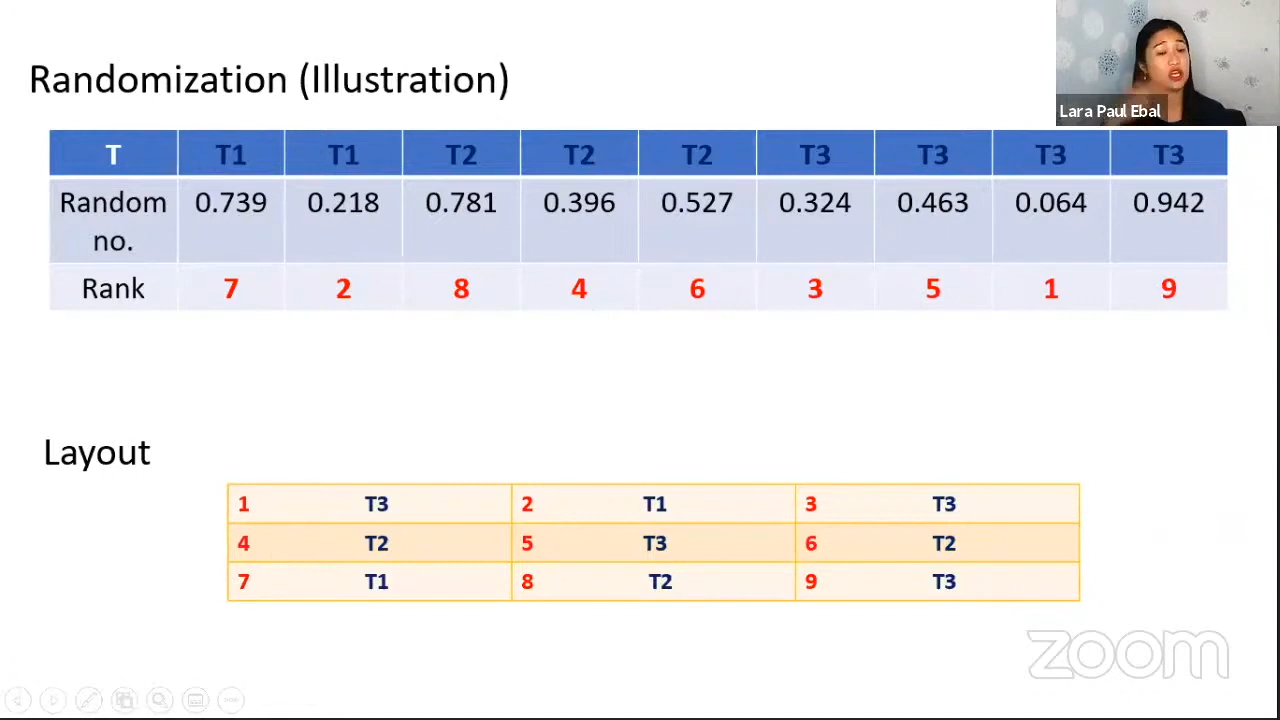 Randomization (Illustration)
Lara Paul Ebal
T T1 T1 T2 T2 T2 T3 T3 T3 T3
Random no. 0.739 0.218 0.781 0.396 0.527 0.324 0.463 0.064 0.942
Rank 7 2 8 4 6 3 5 1 9
Layout
1 T3 2 T1 3 T3
4 T2 5 T3 6 T2
7 T1 8 T2 9 T3
zoom